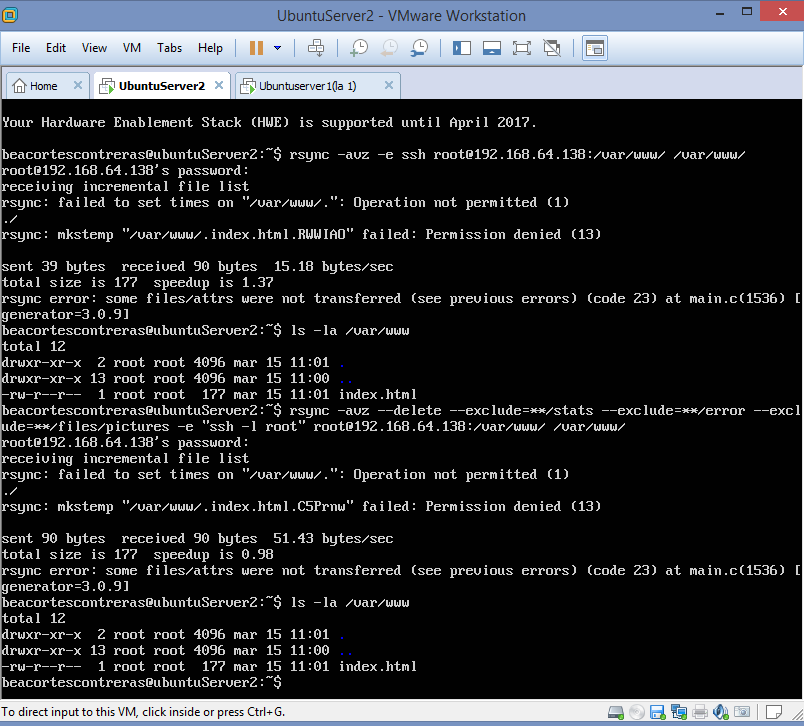 UbuntuServer2 - VMware Workstation
File Edit View VM Tabs Help
Home UbuntuServer2 Ubuntuserver1(la 1)
Your Hardware Enablement Stack (HWE) is supported until April 2017.
beacortescontreras@ubuntuServer2:~$ rsync -avz -e ssh root@192.168.64.138:/var/www/ /var/www/
root@192.168.64.138's password:
receiving incremental file list
rsync: failed to set times on "/var/www/.": Operation not permitted (1)
./
rsync: mkstemp "/var/www/.index.html.RWWIAO" failed: Permission denied (13)
sent 39 bytes  received 90 bytes  15.18 bytes/sec
total size is 177  speedup is 1.37
rsync error: some files/attrs were not transferred (see previous errors) (code 23) at main.c(1536) [
generator=3.0.9]
beacortescontreras@ubuntuServer2:~$ ls -la /var/www
total 12
drwxr-xr-x  2 root root 4096 mar 15 11:01 .
drwxr-xr-x 13 root root 4096 mar 15 11:00 ..
-rw-r--r--  1 root root  177 mar 15 11:01 index.html
beacortescontreras@ubuntuServer2:~$ rsync -avz --delete --exclude=**/stats --exclude=**/error --excl
ude=**/files/pictures -e "ssh -l root" root@192.168.64.138:/var/www/ /var/www/
root@192.168.64.138's password:
receiving incremental file list
rsync: failed to set times on "/var/www/.": Operation not permitted (1)
./
rsync: mkstemp "/var/www/.index.html.C5Prnw" failed: Permission denied (13)
sent 90 bytes  received 90 bytes  51.43 bytes/sec
total size is 177  speedup is 0.98
rsync error: some files/attrs were not transferred (see previous errors) (code 23) at main.c(1536) [
generator=3.0.9]
beacortescontreras@ubuntuServer2:~$ ls -la /var/www
total 12
drwxr-xr-x  2 root root 4096 mar 15 11:01 .
drwxr-xr-x 13 root root 4096 mar 15 11:00 ..
-rw-r--r--  1 root root  177 mar 15 11:01 index.html
beacortescontreras@ubuntuServer2:~$
To direct input to this VM, click inside or press Ctrl+G.